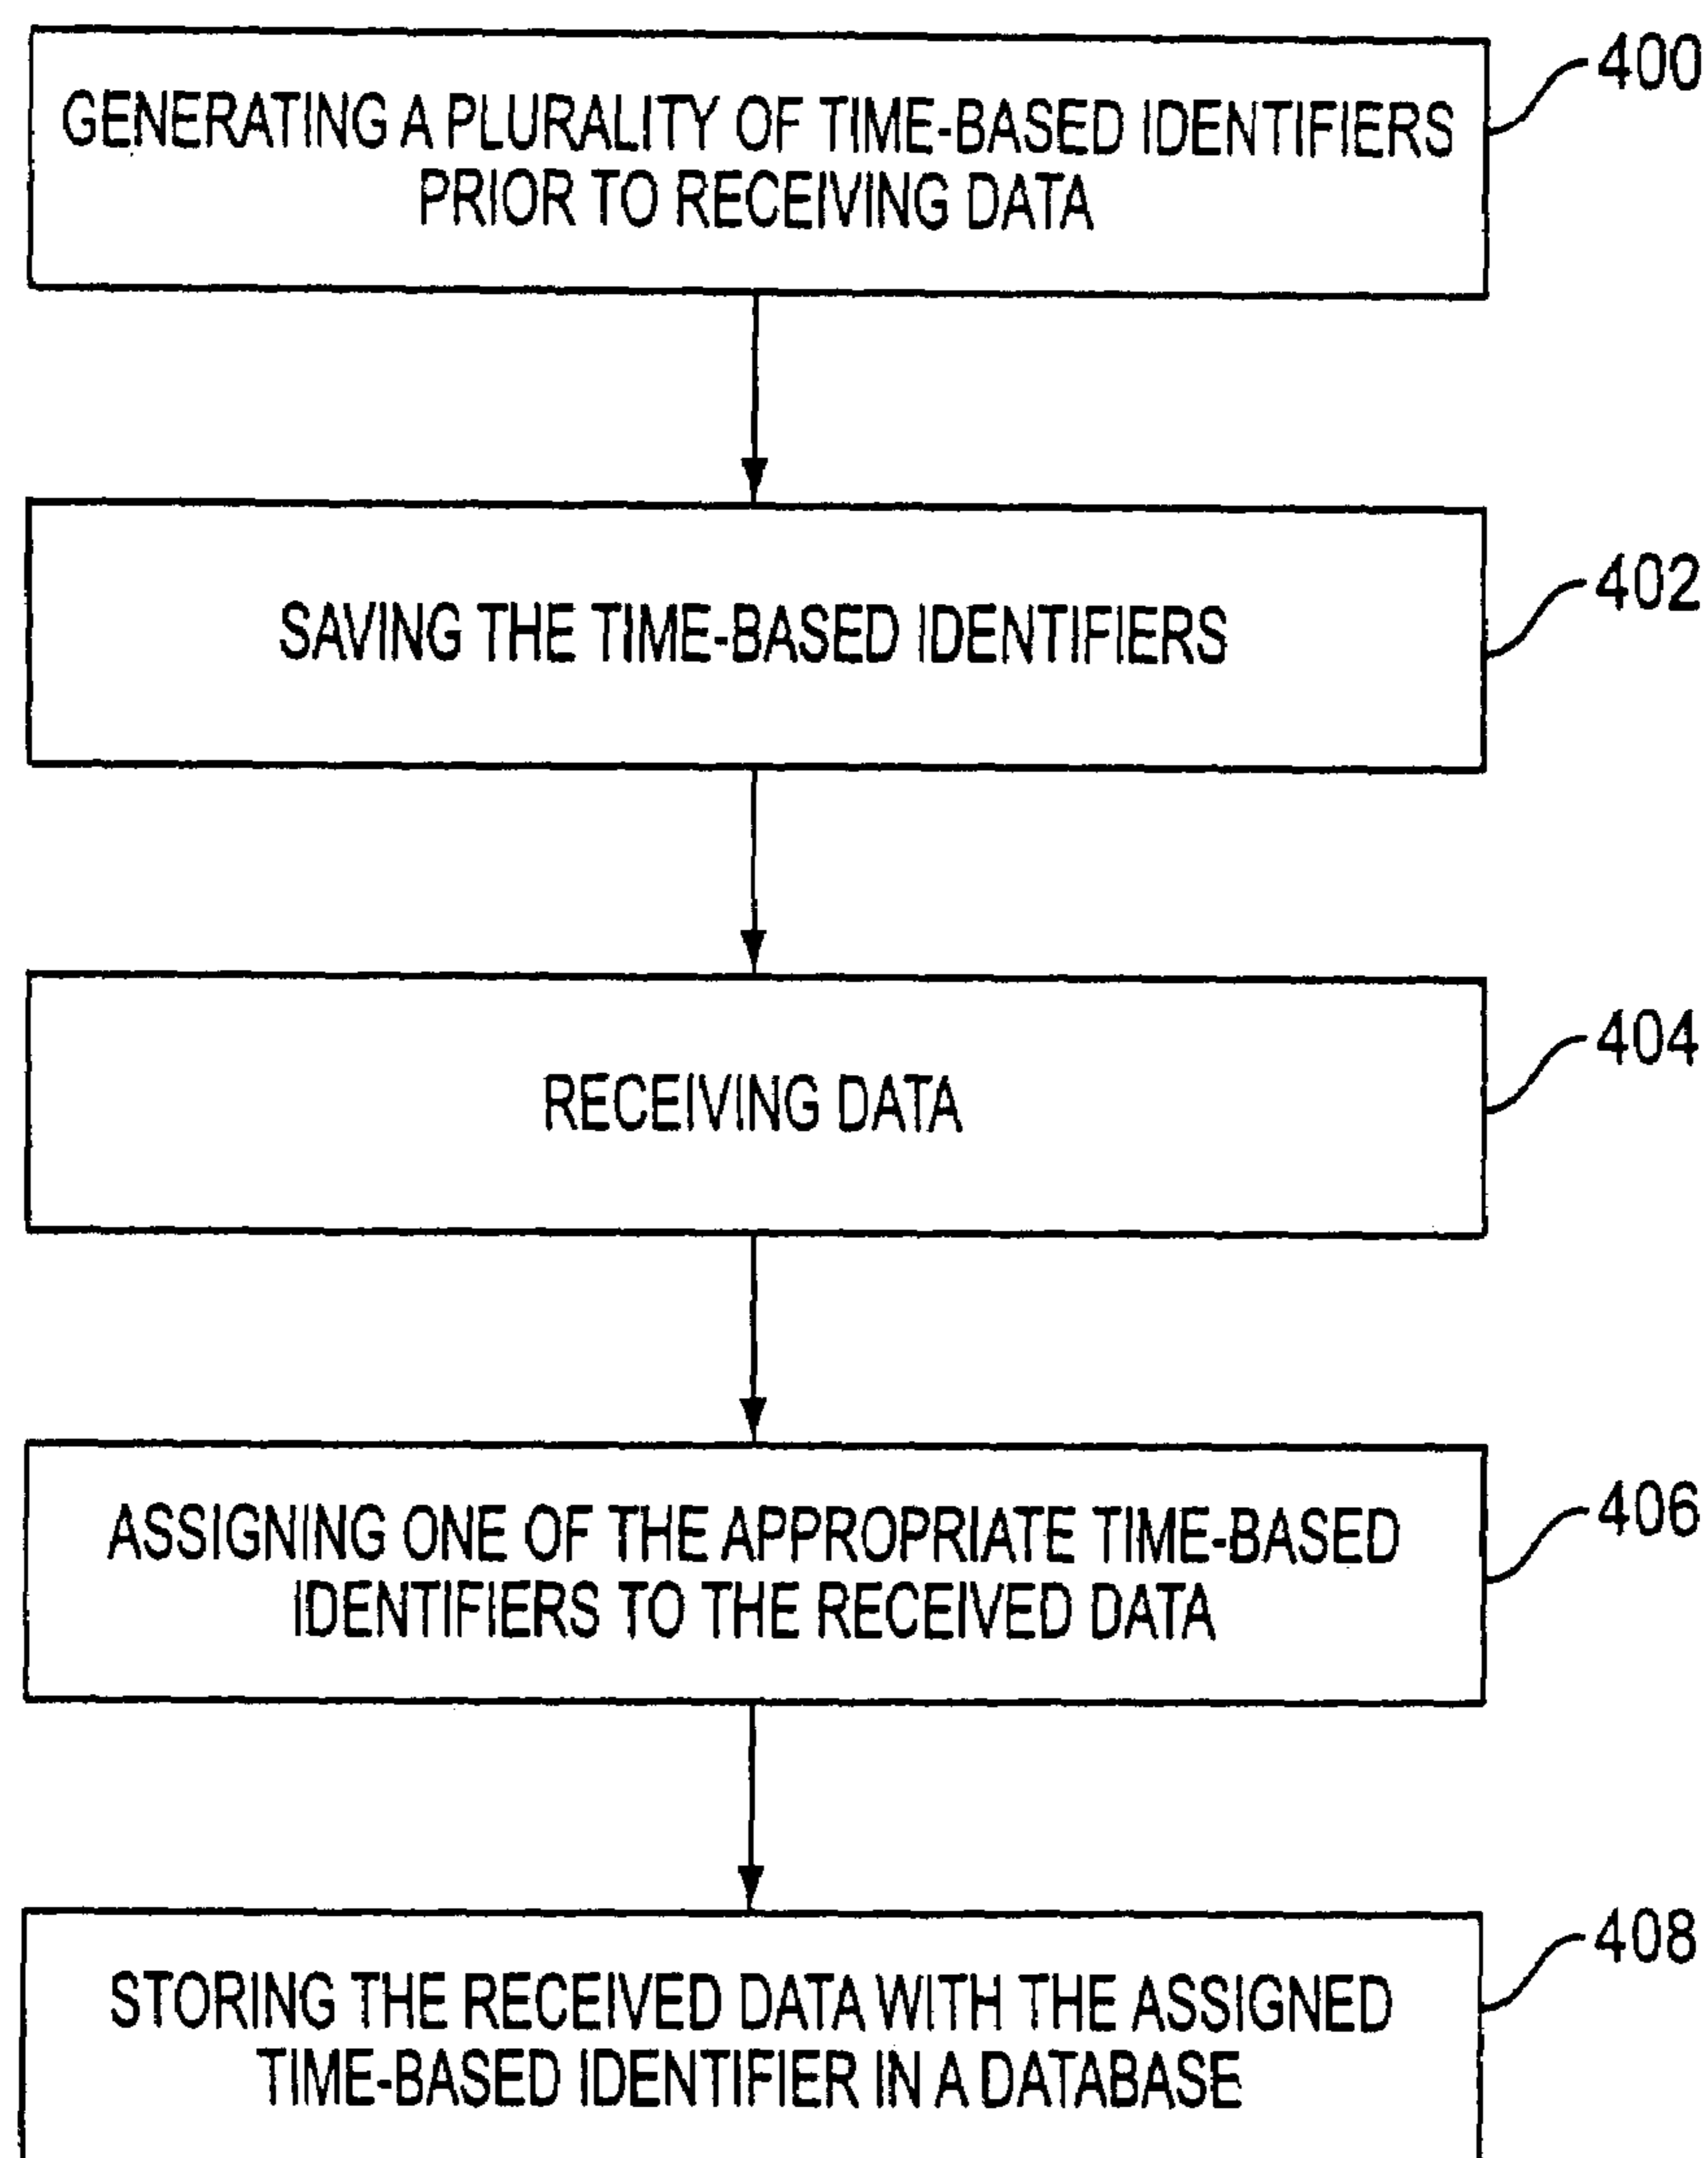 400
GENERATING A PLURALITY OF TIME-BASED IDENTIFIERS
PRIOR TO RECEIVING DATA
402
SAVING THE TIME-BASED IDENTIFIERS
404
RECEIVING DATA
406
ASSIGNING ONE OF THE APPROPRIATE TIME-BASED
IDENTIFIERS TO THE RECEIVED DATA
408
STORING THE RECEIVED DATA WITH THE ASSIGNED
TIME-BASED IDENTIFIER IN A DATABASE